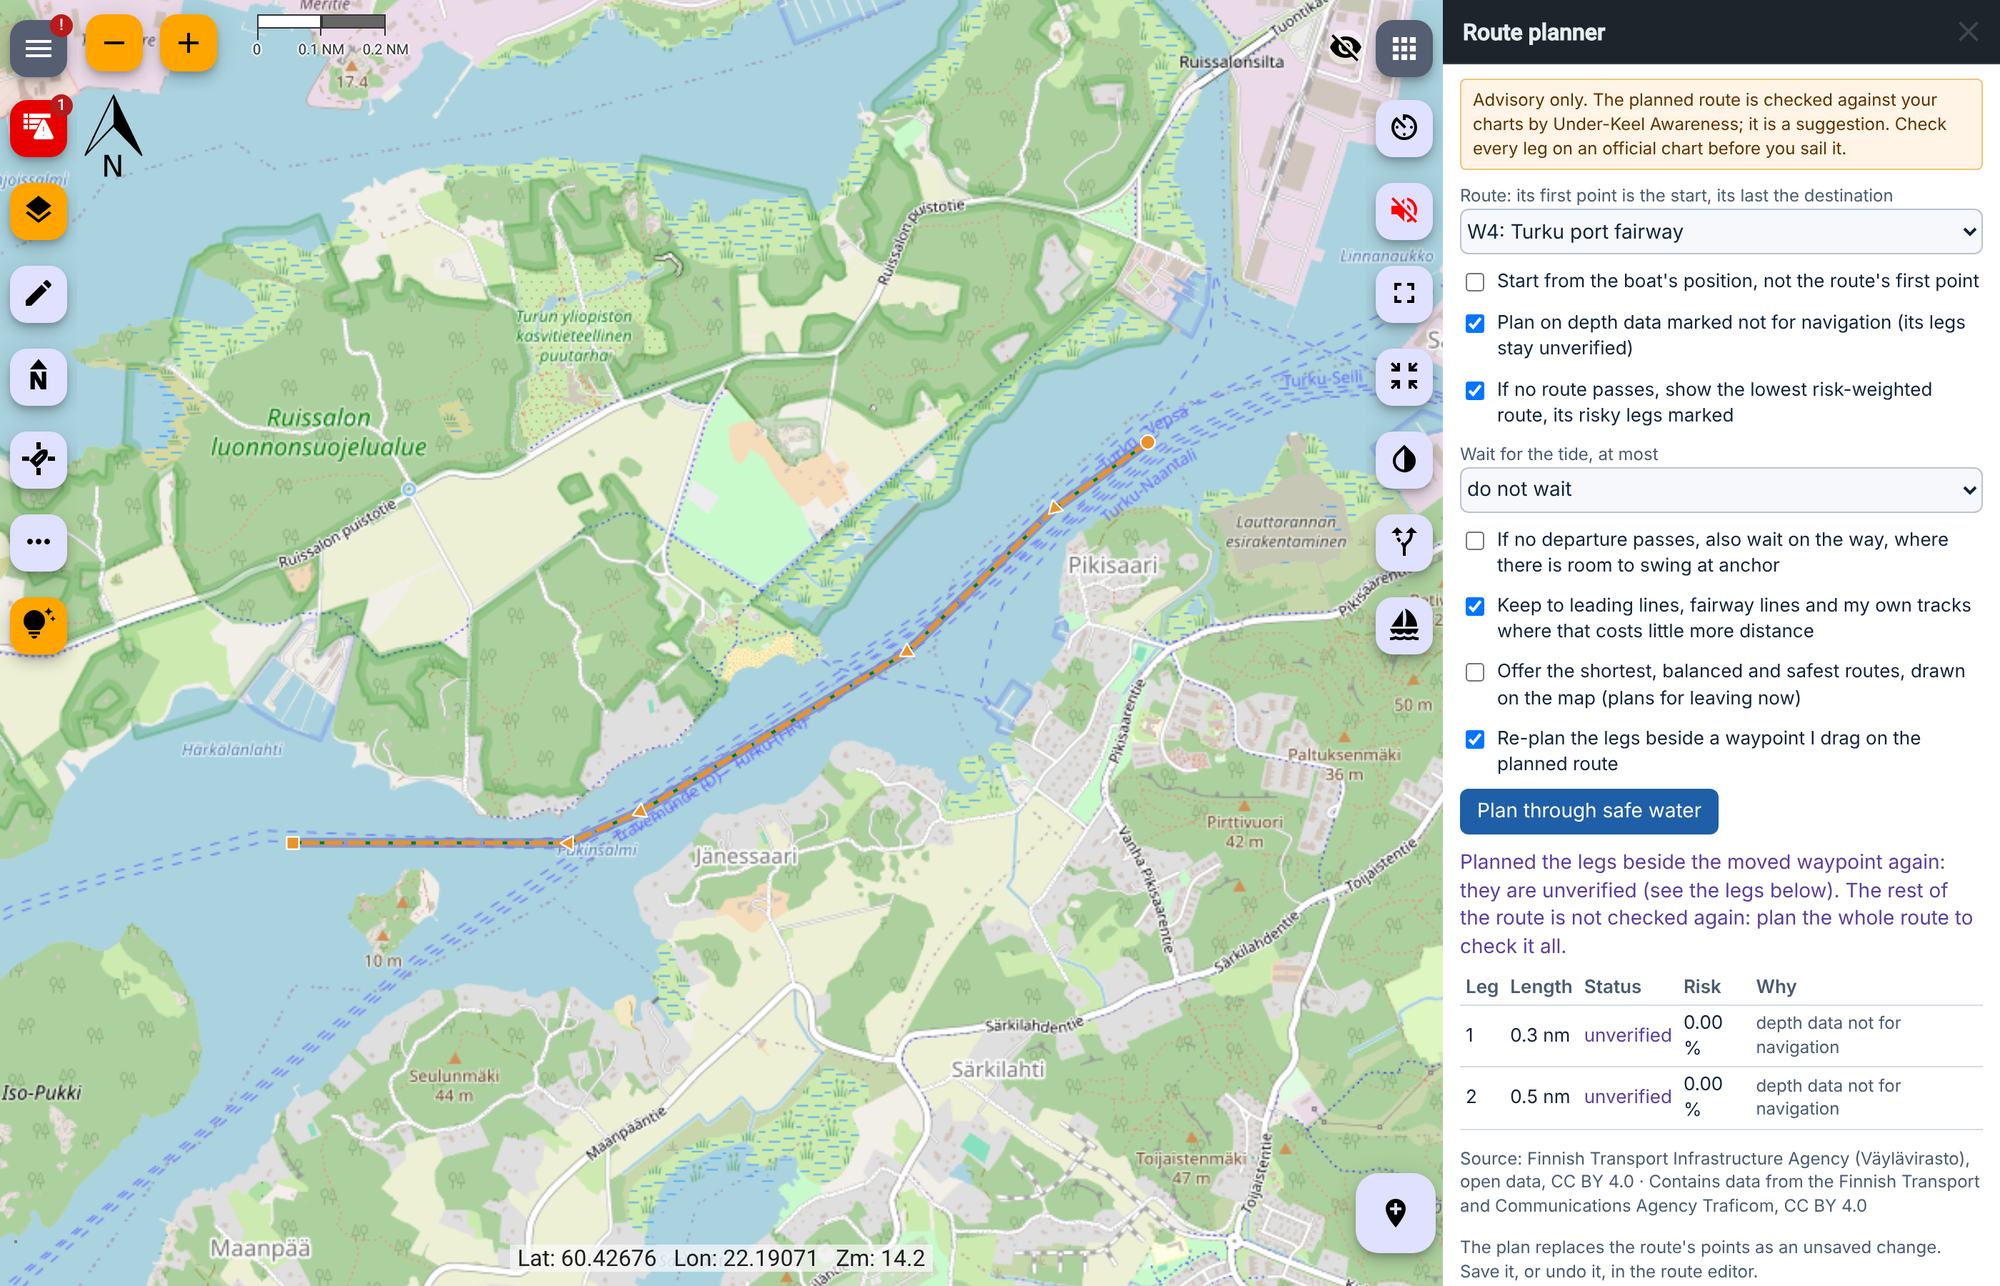 Meritie
!
0 0.1 NM 0.2 NM
17.4
1
N
Ruissalonsilta
Tuontikat
Linnanaukko
Ruissalon puistotie
Turun yliopiston
kasvitieteellinen
puutarha
Ruissalon
luonnonsuojelualue
Ruissalon puistotie
Turku-Seili
Turku-Naantali
Lauttarannan
esirakentaminen
Pikisaari
Pikisaarentie
50 m
Härkälänlahti
Pikisaarentie
Paltuksenmäki
36 m
Pirttivuori
42 m
Jänessaari
Vanha Pikisaarentie
Toijaistentie
10 m
Särkilahdentie
Särkilahdentie
Särkilahti
Seulunmäki
44 m
Iso-Pukki
Maanpääntie
Toijaistenmäki
47 m
Toijaistentie
Maanpää
Lat: 60.42676 Lon: 22.19071 Zm: 14.2
Route planner
Advisory only. The planned route is checked against your
charts by Under-Keel Awareness; it is a suggestion. Check
every leg on an official chart before you sail it.
Route: its first point is the start, its last the destination
W4: Turku port fairway
Start from the boat's position, not the route's first point
Plan on depth data marked not for navigation (its legs
stay unverified)
If no route passes, show the lowest risk-weighted
route, its risky legs marked
Wait for the tide, at most
do not wait
If no departure passes, also wait on the way, where
there is room to swing at anchor
Keep to leading lines, fairway lines and my own tracks
where that costs little more distance
Offer the shortest, balanced and safest routes, drawn
on the map (plans for leaving now)
Re-plan the legs beside a waypoint I drag on the
planned route
Plan through safe water
Planned the legs beside the moved waypoint again:
they are unverified (see the legs below). The rest of
the route is not checked again: plan the whole route to
check it all.
Leg Length Status Risk Why
1 0.3 nm unverified 0.00 % depth data not for navigation
2 0.5 nm unverified 0.00 % depth data not for navigation
Source: Finnish Transport Infrastructure Agency (Väylävirasto),
open data, CC BY 4.0 · Contains data from the Finnish Transport
and Communications Agency Traficom, CC BY 4.0
The plan replaces the route's points as an unsaved change.
Save it, or undo it, in the route editor.